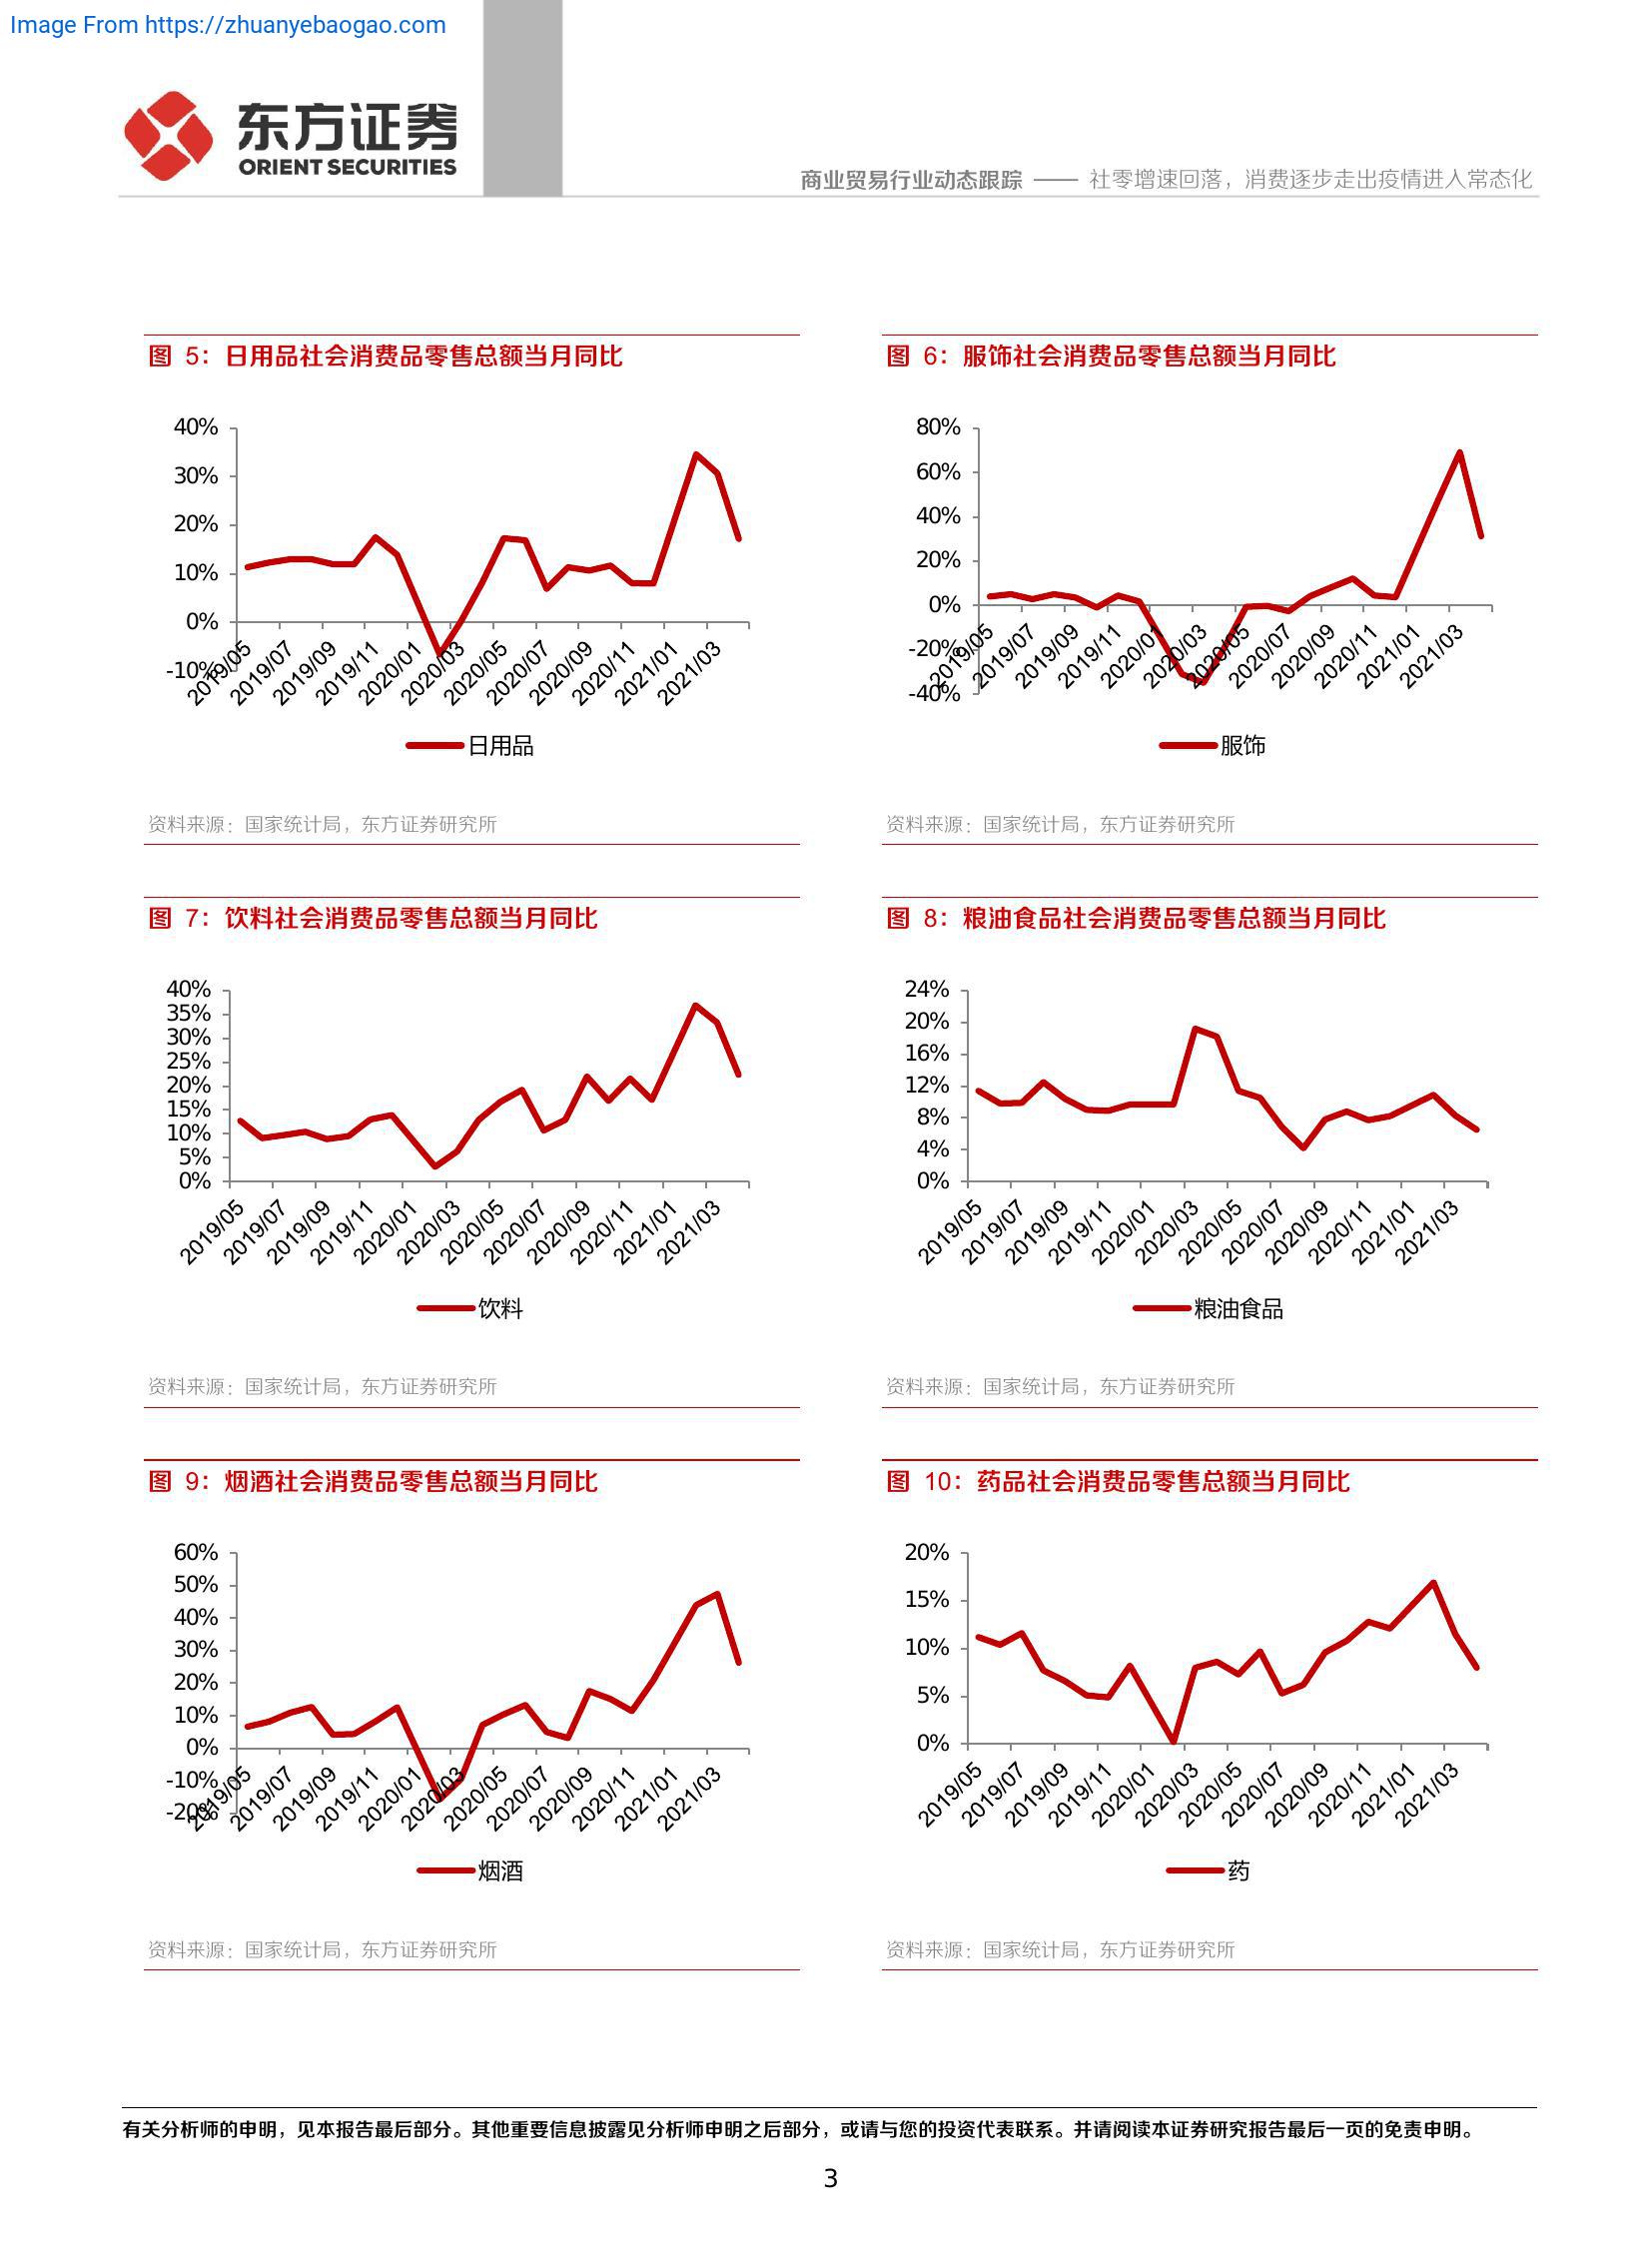 Image From https://zhuanyebaogao.com
东方证券
ORIENT SECURITIES
商业贸易行业动态跟踪 —— 社零增速回落，消费逐步走出疫情进入常态化
图 5：日用品社会消费品零售总额当月同比
40%
30%
20%
10%
0%
-10%
2019/05 2019/07 2019/09 2019/11 2020/01 2020/03 2020/05 2020/07 2020/09 2020/11 2021/01 2021/03
日用品
资料来源：国家统计局，东方证券研究所
图 6：服饰社会消费品零售总额当月同比
80%
60%
40%
20%
0%
-20%
-40%
2019/05 2019/07 2019/09 2019/11 2020/01 2020/03 2020/05 2020/07 2020/09 2020/11 2021/01 2021/03
服饰
资料来源：国家统计局，东方证券研究所
图 7：饮料社会消费品零售总额当月同比
40%
35%
30%
25%
20%
15%
10%
5%
0%
2019/05 2019/07 2019/09 2019/11 2020/01 2020/03 2020/05 2020/07 2020/09 2020/11 2021/01 2021/03
饮料
资料来源：国家统计局，东方证券研究所
图 8：粮油食品社会消费品零售总额当月同比
24%
20%
16%
12%
8%
4%
0%
2019/05 2019/07 2019/09 2019/11 2020/01 2020/03 2020/05 2020/07 2020/09 2020/11 2021/01 2021/03
粮油食品
资料来源：国家统计局，东方证券研究所
图 9：烟酒社会消费品零售总额当月同比
60%
50%
40%
30%
20%
10%
0%
-10%
-20%
2019/05 2019/07 2019/09 2019/11 2020/01 2020/03 2020/05 2020/07 2020/09 2020/11 2021/01 2021/03
烟酒
资料来源：国家统计局，东方证券研究所
图 10：药品社会消费品零售总额当月同比
20%
15%
10%
5%
0%
2019/05 2019/07 2019/09 2019/11 2020/01 2020/03 2020/05 2020/07 2020/09 2020/11 2021/01 2021/03
药
资料来源：国家统计局，东方证券研究所
有关分析师的申明，见本报告最后部分。其他重要信息披露见分析师申明之后部分，或请与您的投资代表联系。并请阅读本证券研究报告最后一页的免责申明。
3